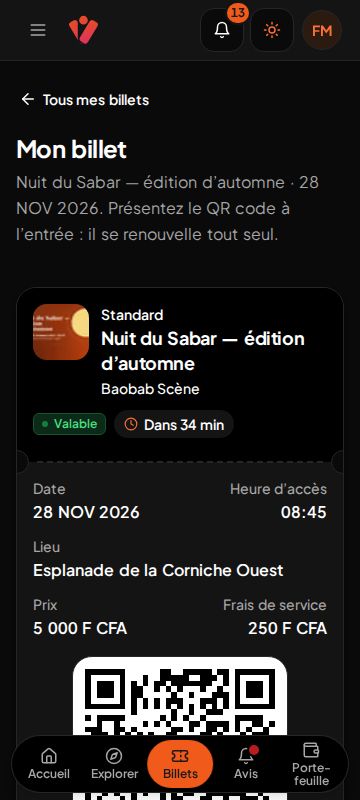 13
FM
Tous mes billets
Mon billet
Nuit du Sabar — édition d’automne · 28
NOV 2026. Présentez le QR code à
l’entrée : il se renouvelle tout seul.
Standard
Nuit du Sabar — édition
d’automne
Baobab Scène
Valable
Dans 34 min
Date
Heure d’accès
28 NOV 2026
08:45
Lieu
Esplanade de la Corniche Ouest
Prix
Frais de service
5 000 F CFA
250 F CFA
Accueil
Explorer
Billets
Avis
Porte-
feuille